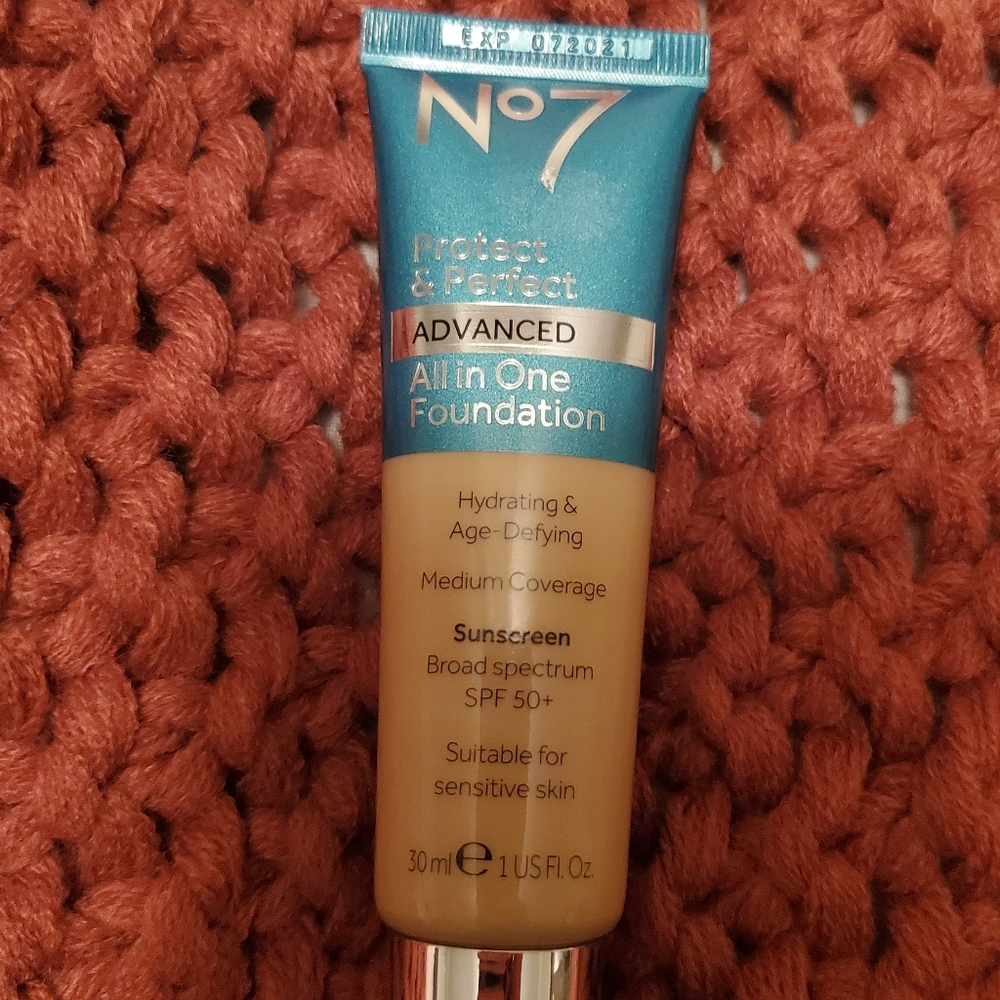 EXP 072021
No7
Protect
& Perfect
ADVANCED
All in One
Foundation
Hydrating &
Age-Defying
Medium Coverage
Sunscreen
Broad spectrum
SPF 50+
Suitable for
sensitive skin
30 ml e 1 US Fl. Oz.